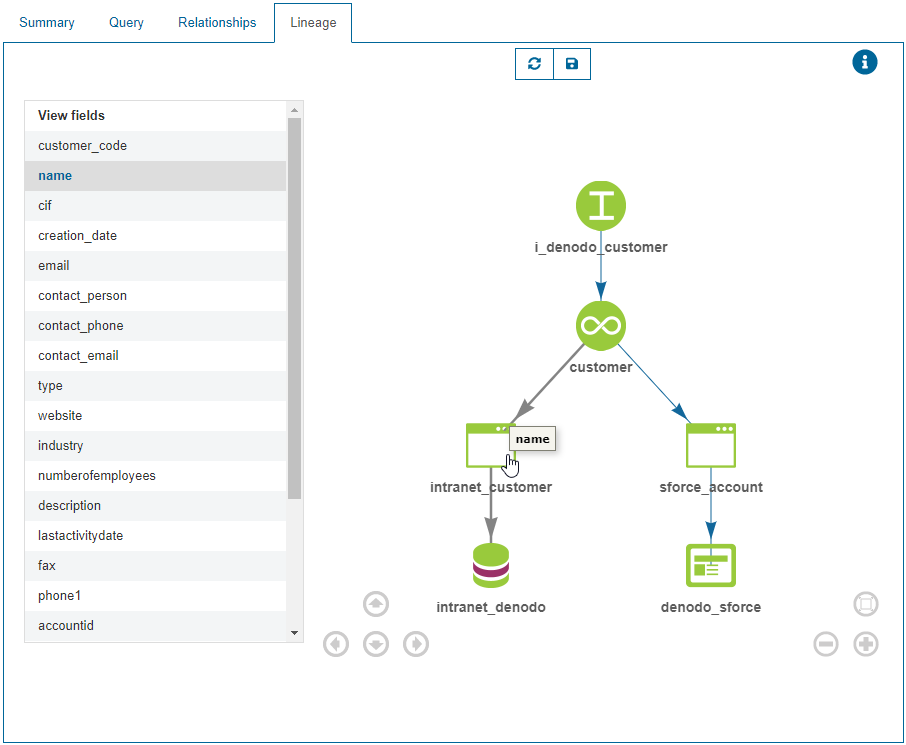 Summary Query Relationships Lineage
View fields
customer_code
name
cif
creation_date
email
contact_person
contact_phone
contact_email
type
website
industry
numberofemployees
description
lastactivitydate
fax
phone1
accountid
i_denodo_customer
customer
name
intranet_customer sforce_account
intranet_denodo denodo_sforce